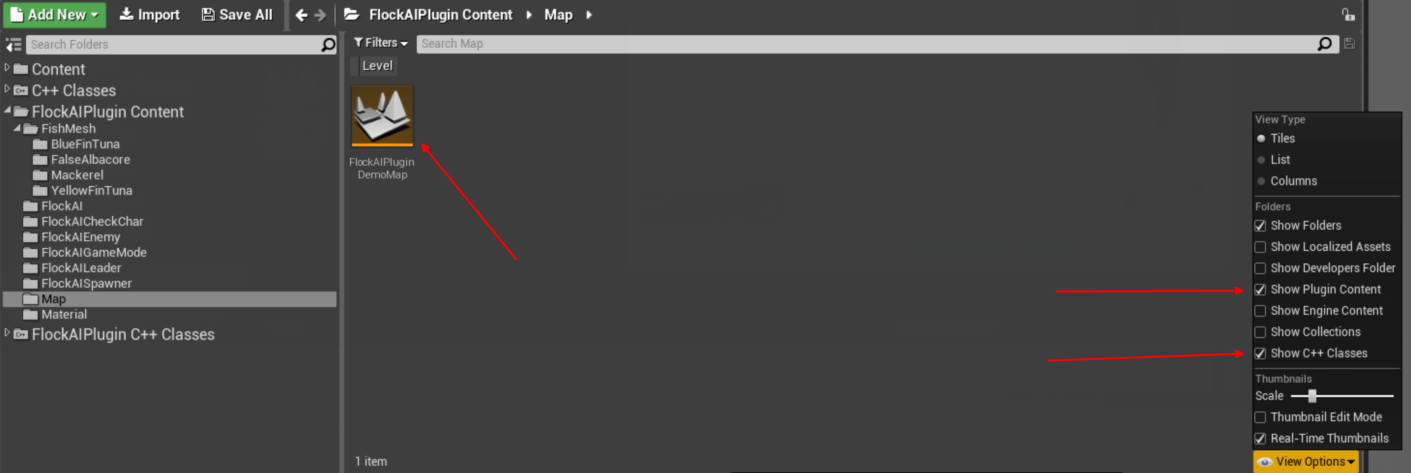 Add New
Import
Save All
FlockAIPlugin Content
Map
Search Folders
Content
C++ Classes
FlockAIPlugin Content
FishMesh
BlueFinTuna
FalseAlbacore
Mackerel
YellowFinTuna
FlockAI
FlockAICheckChar
FlockAIEnemy
FlockAIGameMode
FlockAILeader
FlockAISpawner
Map
Material
FlockAIPlugin C++ Classes
Filters
Search Map
Level
FlockAIPlugin
DemoMap
1 item
View Type
Tiles
List
Columns
Folders
Show Folders
Show Localized Assets
Show Developers Folder
Show Plugin Content
Show Engine Content
Show Collections
Show C++ Classes
Thumbnails
Scale
Thumbnail Edit Mode
Real-Time Thumbnails
View Options